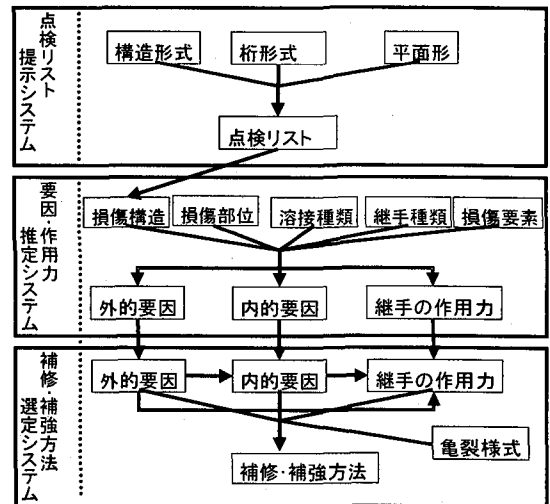 点検リスト
提示システム
構造形式
桁形式
平面形
点検リスト
要因・作用力
推定システム
損傷構造
損傷部位
溶接種類
継手種類
損傷要素
外的要因
内的要因
継手の作用力
補修・補強方法
選定システム
外的要因
内的要因
継手の作用力
亀裂様式
補修・補強方法